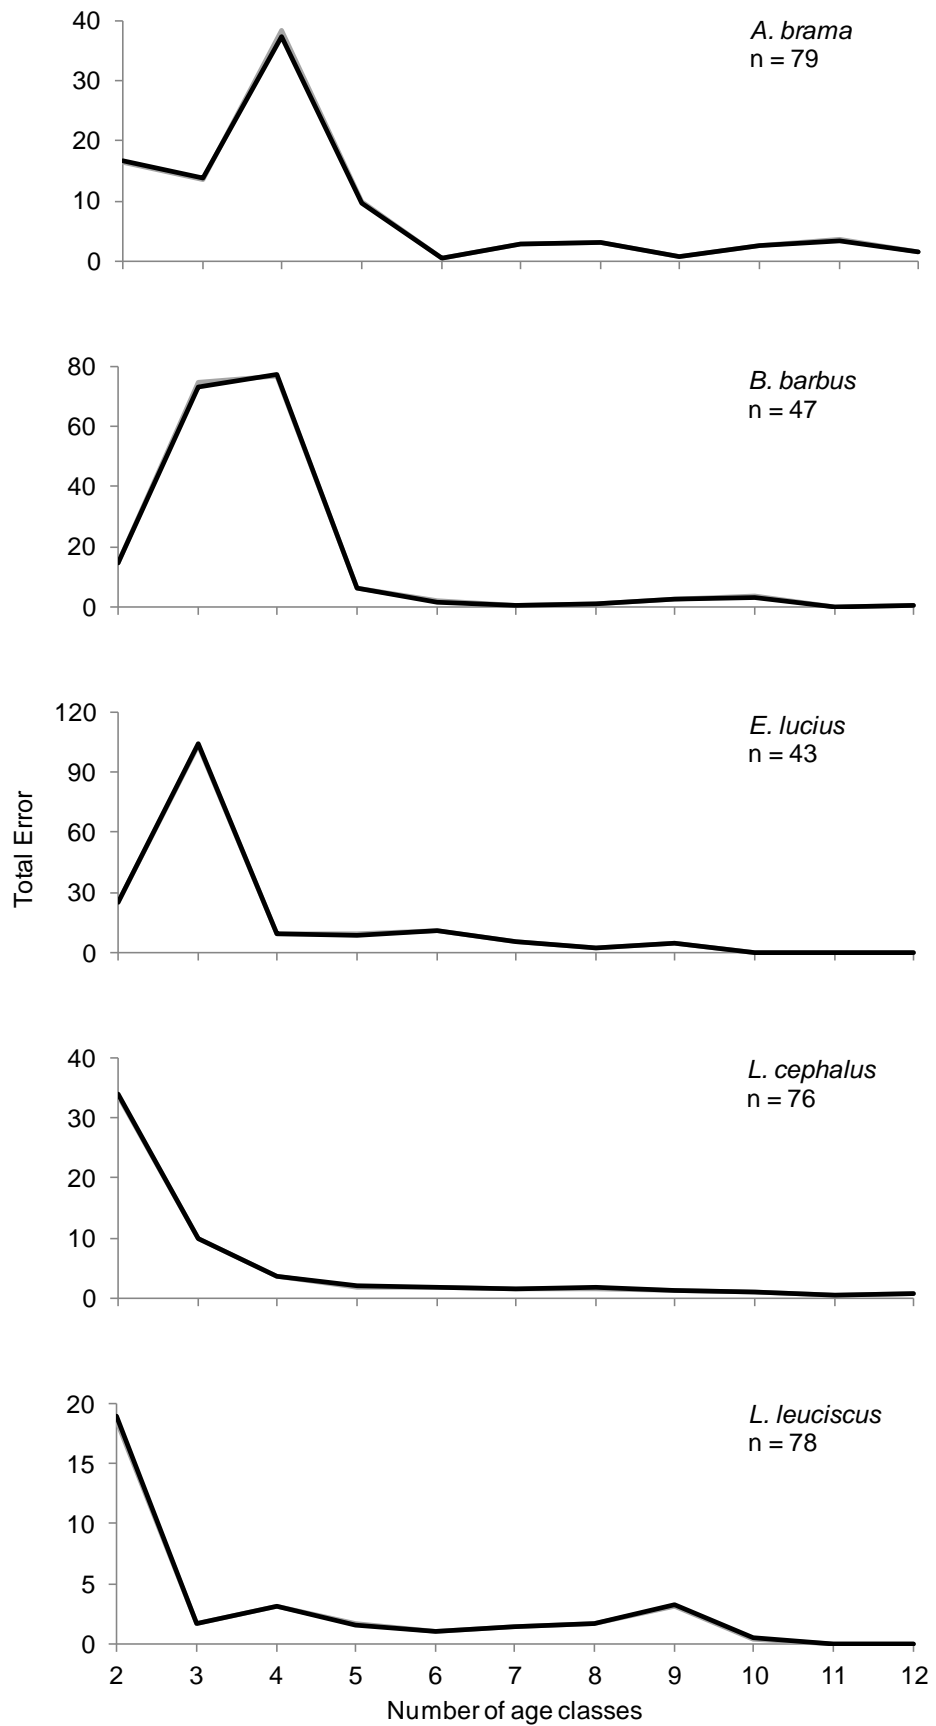 40
30
20
10
0
A. brama
n = 79
80
60
40
20
0
B. barbus
n = 47
120
90
60
30
0
E. lucius
n = 43
Total Error
40
30
20
10
0
L. cephalus
n = 76
20
15
10
5
0
L. leuciscus
n = 78
2 3 4 5 6 7 8 9 10 11 12
Number of age classes